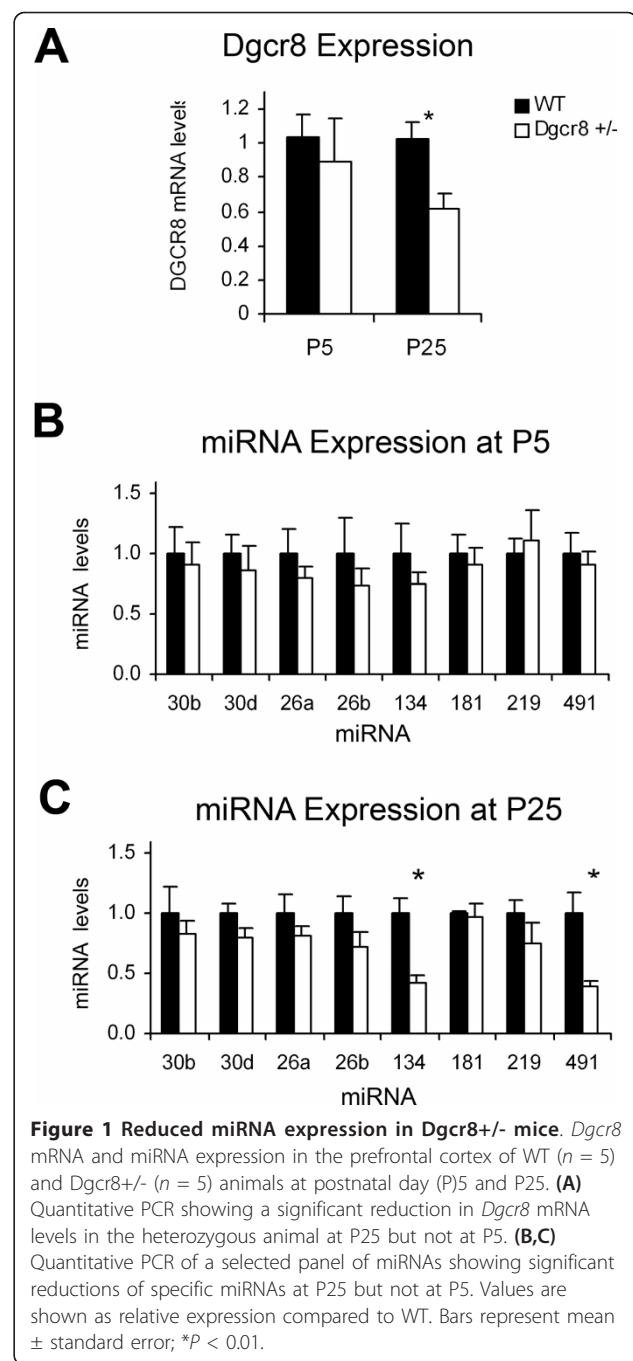 A
Dgcr8 Expression
WT
Dgcr8 +/-
DGCR8 mRNA levels
1.2
1
0.8
0.6
0.4
0.2
0
*
P5 P25
B
miRNA Expression at P5
miRNA levels
1.5
1.0
0.5
0.0
30b 30d 26a 26b 134 181 219 491
miRNA
C
miRNA Expression at P25
miRNA levels
1.5
1.0
0.5
0.0
* *
30b 30d 26a 26b 134 181 219 491
miRNA
Figure 1 Reduced miRNA expression in Dgcr8+/- mice. Dgcr8
mRNA and miRNA expression in the prefrontal cortex of WT (n = 5)
and Dgcr8+/- (n = 5) animals at postnatal day (P)5 and P25. (A)
Quantitative PCR showing a significant reduction in Dgcr8 mRNA
levels in the heterozygous animal at P25 but not at P5. (B,C)
Quantitative PCR of a selected panel of miRNAs showing significant
reductions of specific miRNAs at P25 but not at P5. Values are
shown as relative expression compared to WT. Bars represent mean
± standard error; *P < 0.01.